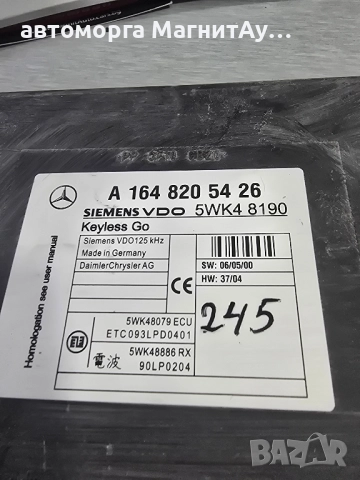 автоморга МагнитАу...
A 164 820 54 26
SIEMENS VDO 5WK4 8190
Keyless Go
Siemens VDO125 kHz
Made in Germany
DaimlerChrysler AG
SW: 06/05/00
HW: 37/04
CE
Homologation see user manual
5WK48079 ECU
ETC093LPD0401
電波 5WK48886 RX
90LP0204
245
BAZAR